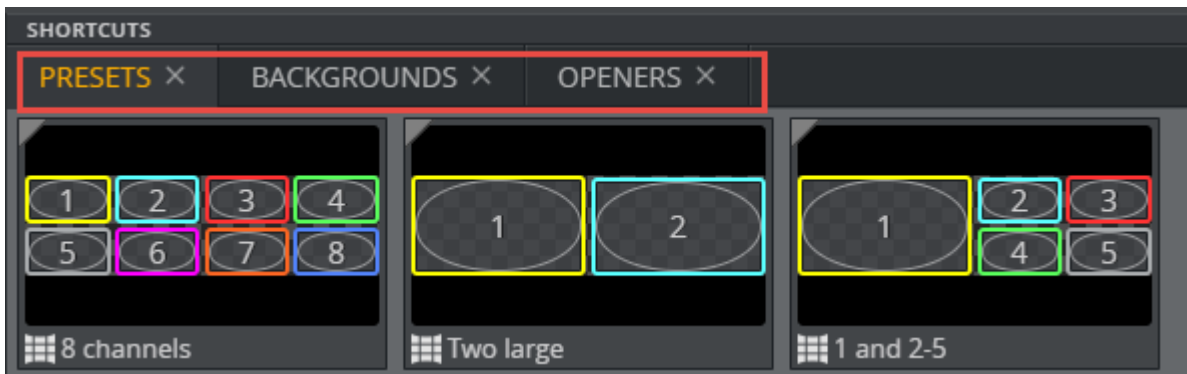 SHORTCUTS
PRESETS × BACKGROUNDS × OPENERS ×
1 2 3 4
5 6 7 8
8 channels
1 2
Two large
1 2 3
4 5
1 and 2-5